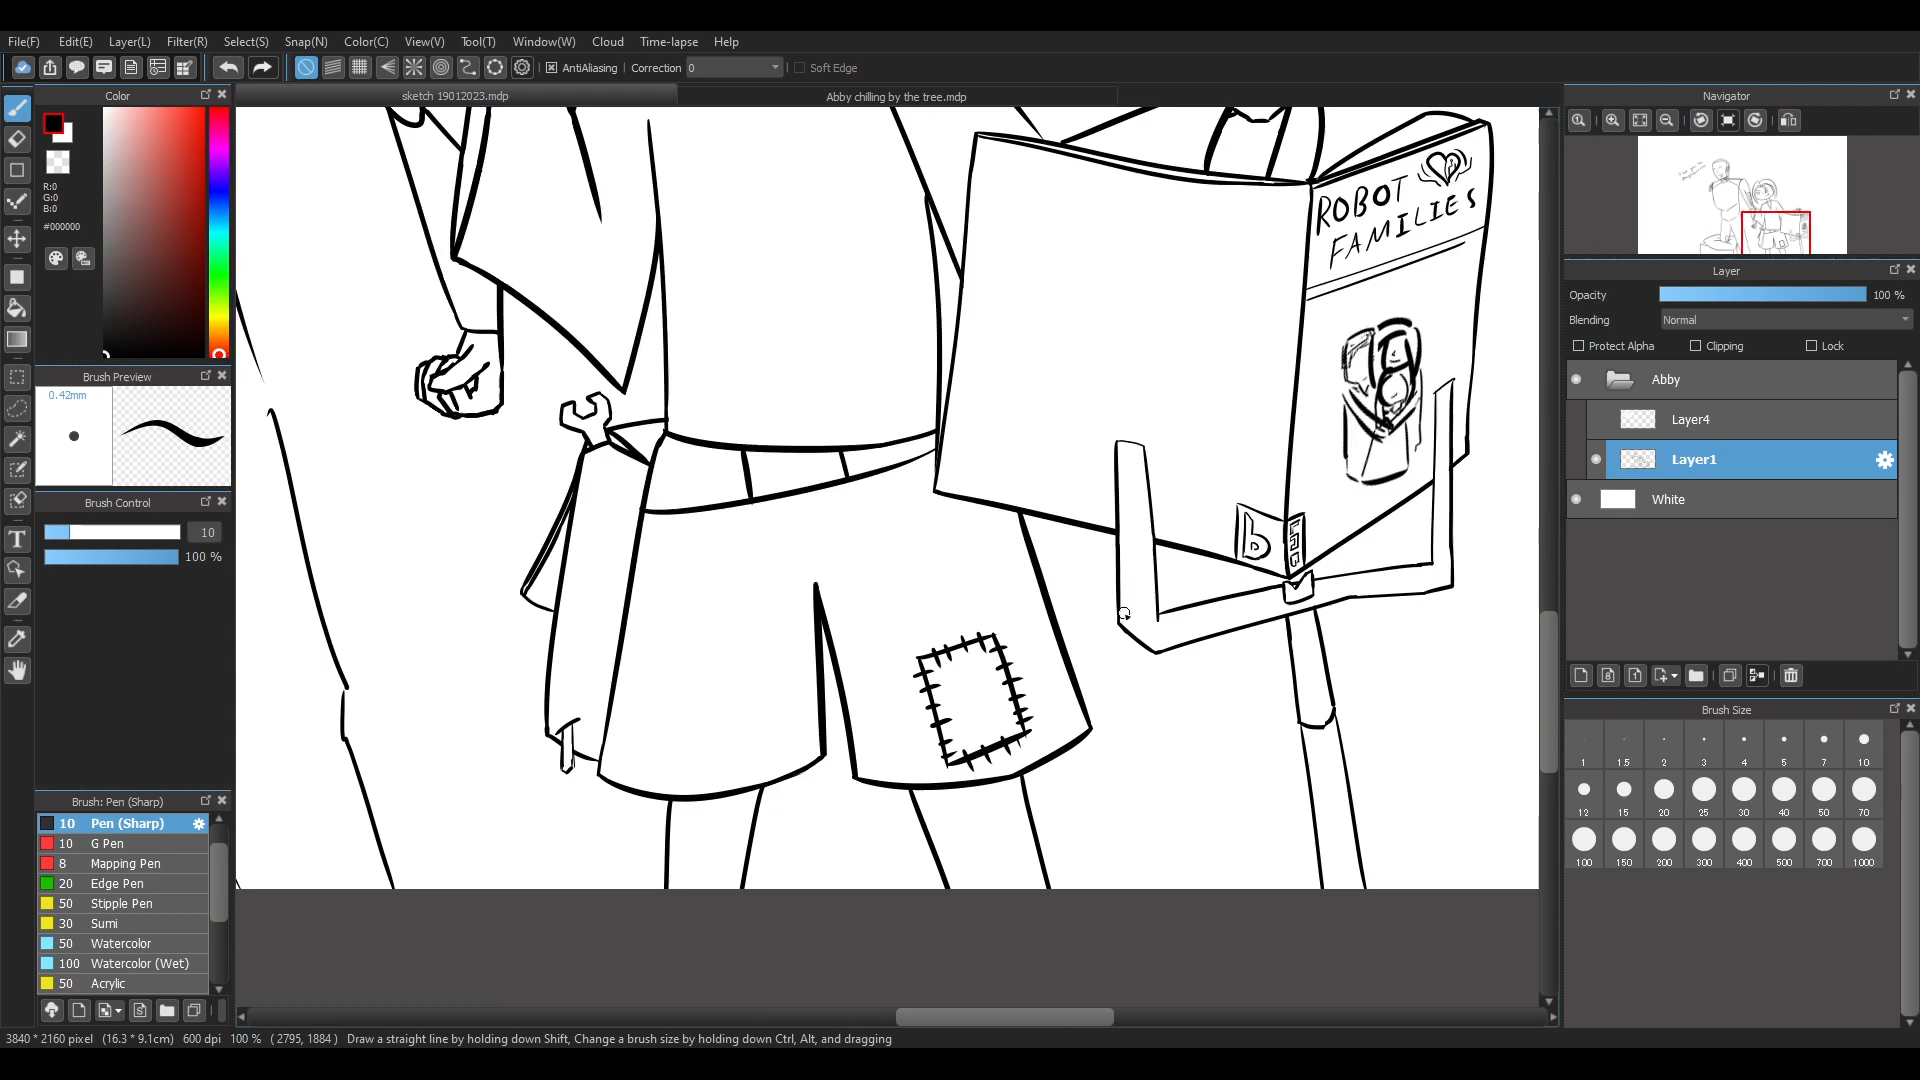 File(F) Edit(E) Layer(L) Filter(R) Select(S) Snap(N) Color(C) View(V) Tool(T) Window(W) Cloud Time-lapse Help
AntiAliasing Correction 0 Soft Edge
Color
sketch 19012023.mdp
Abby chilling by the tree.mdp
Navigator
R:0
G:0
B:0
#000000
ROBOT
FAMILIES
b
Layer
Opacity 100 %
Blending Normal
Protect Alpha Clipping Lock
Abby
Layer4
Layer1
White
Brush Preview
0.42mm
Brush Control
10
100 %
Brush Size
1 1.5 2 3 4 5 7 10
12 15 20 25 30 40 50 70
100 150 200 300 400 500 700 1000
Brush: Pen (Sharp)
10 Pen (Sharp)
10 G Pen
8 Mapping Pen
20 Edge Pen
50 Stipple Pen
30 Sumi
50 Watercolor
100 Watercolor (Wet)
50 Acrylic
3840 * 2160 pixel (16.3 * 9.1cm) 600 dpi 100 % ( 2795, 1884 ) Draw a straight line by holding down Shift, Change a brush size by holding down Ctrl, Alt, and dragging